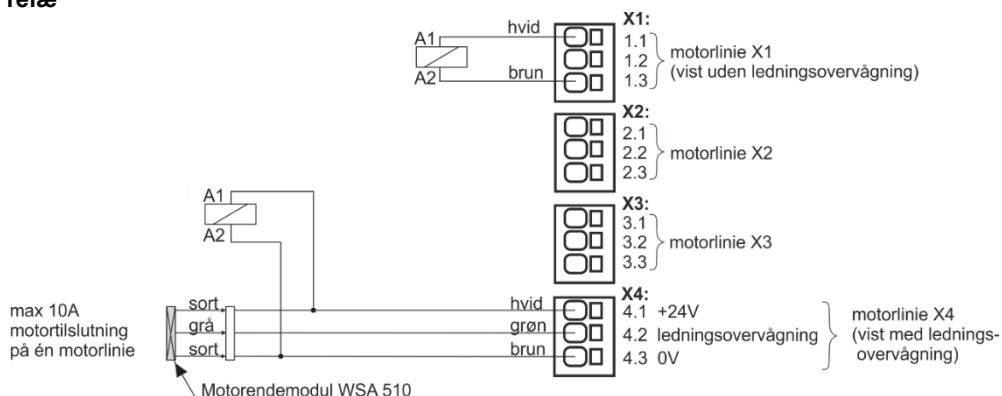 relæ
X1:
hvid
A1
1.1
1.2
1.3
motorlinie X1
(vist uden ledningsovervågning)
A2
brun
X2:
2.1
2.2
2.3
motorlinie X2
X3:
3.1
3.2
3.3
motorlinie X3
A1
A2
X4:
max 10A
motortilslutning
på én motorlinie
sort
grå
sort
hvid
grøn
brun
4.1 +24V
4.2 ledningsovervågning
4.3 0V
motorlinie X4
(vist med lednings-
overvågning)
Motorendemodul WSA 510